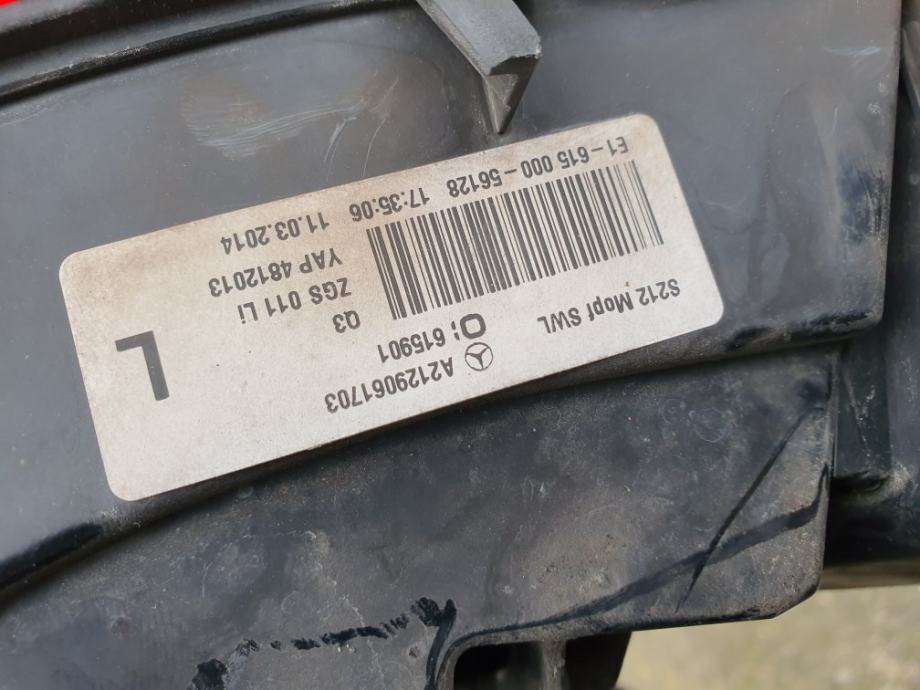 A2129061703
O; 615901
S212 Mopf SWL
Q3
ZGS 011 Li
YAP 4812013
11.03.2014 17:35:06
E1-615 000-56128
L